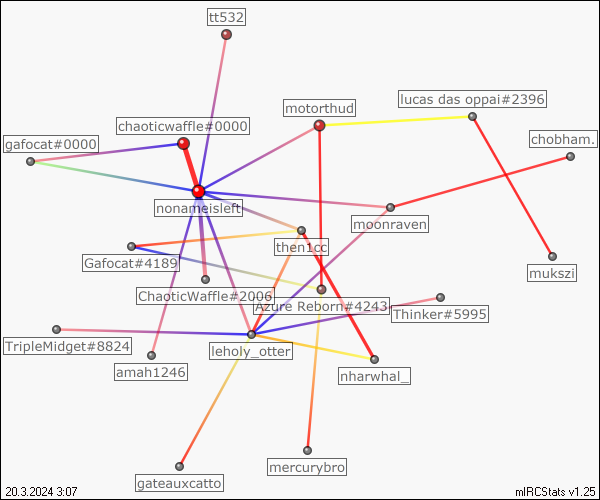 tt532
lucas das oppai#2396
motorthud
chaoticwaffle#0000
chobham.
gafocat#0000
nonameisleft
moonraven
then1cc
Gafocat#4189
mukszi
ChaoticWaffle#2006
Azure Reborn#4243
Thinker#5995
TripleMidget#8824
leholy_otter
amah1246
nharwhal_
mercurybro
gateauxcatto
20.3.2024 3:07
mIRCStats v1.25